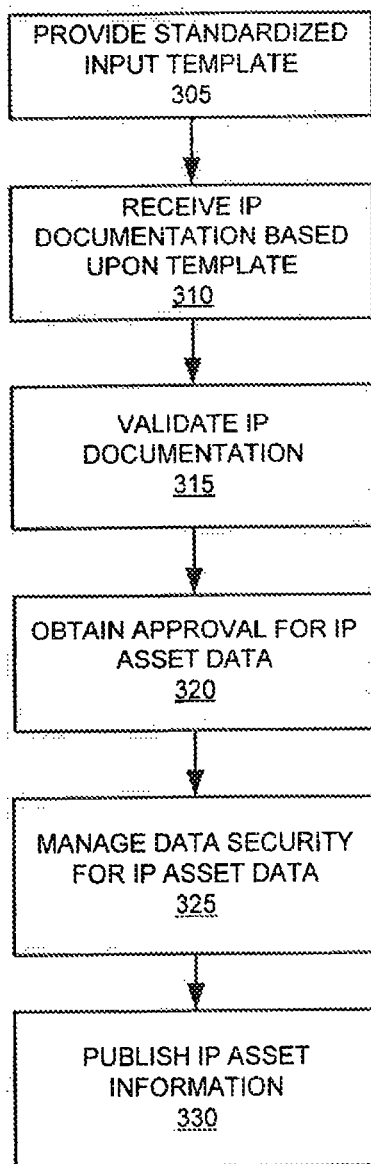 PROVIDE STANDARDIZED
INPUT TEMPLATE
305
RECEIVE IP
DOCUMENTATION BASED
UPON TEMPLATE
310
VALIDATE IP
DOCUMENTATION
315
OBTAIN APPROVAL FOR IP
ASSET DATA
320
MANAGE DATA SECURITY
FOR IP ASSET DATA
325
PUBLISH IP ASSET
INFORMATION
330